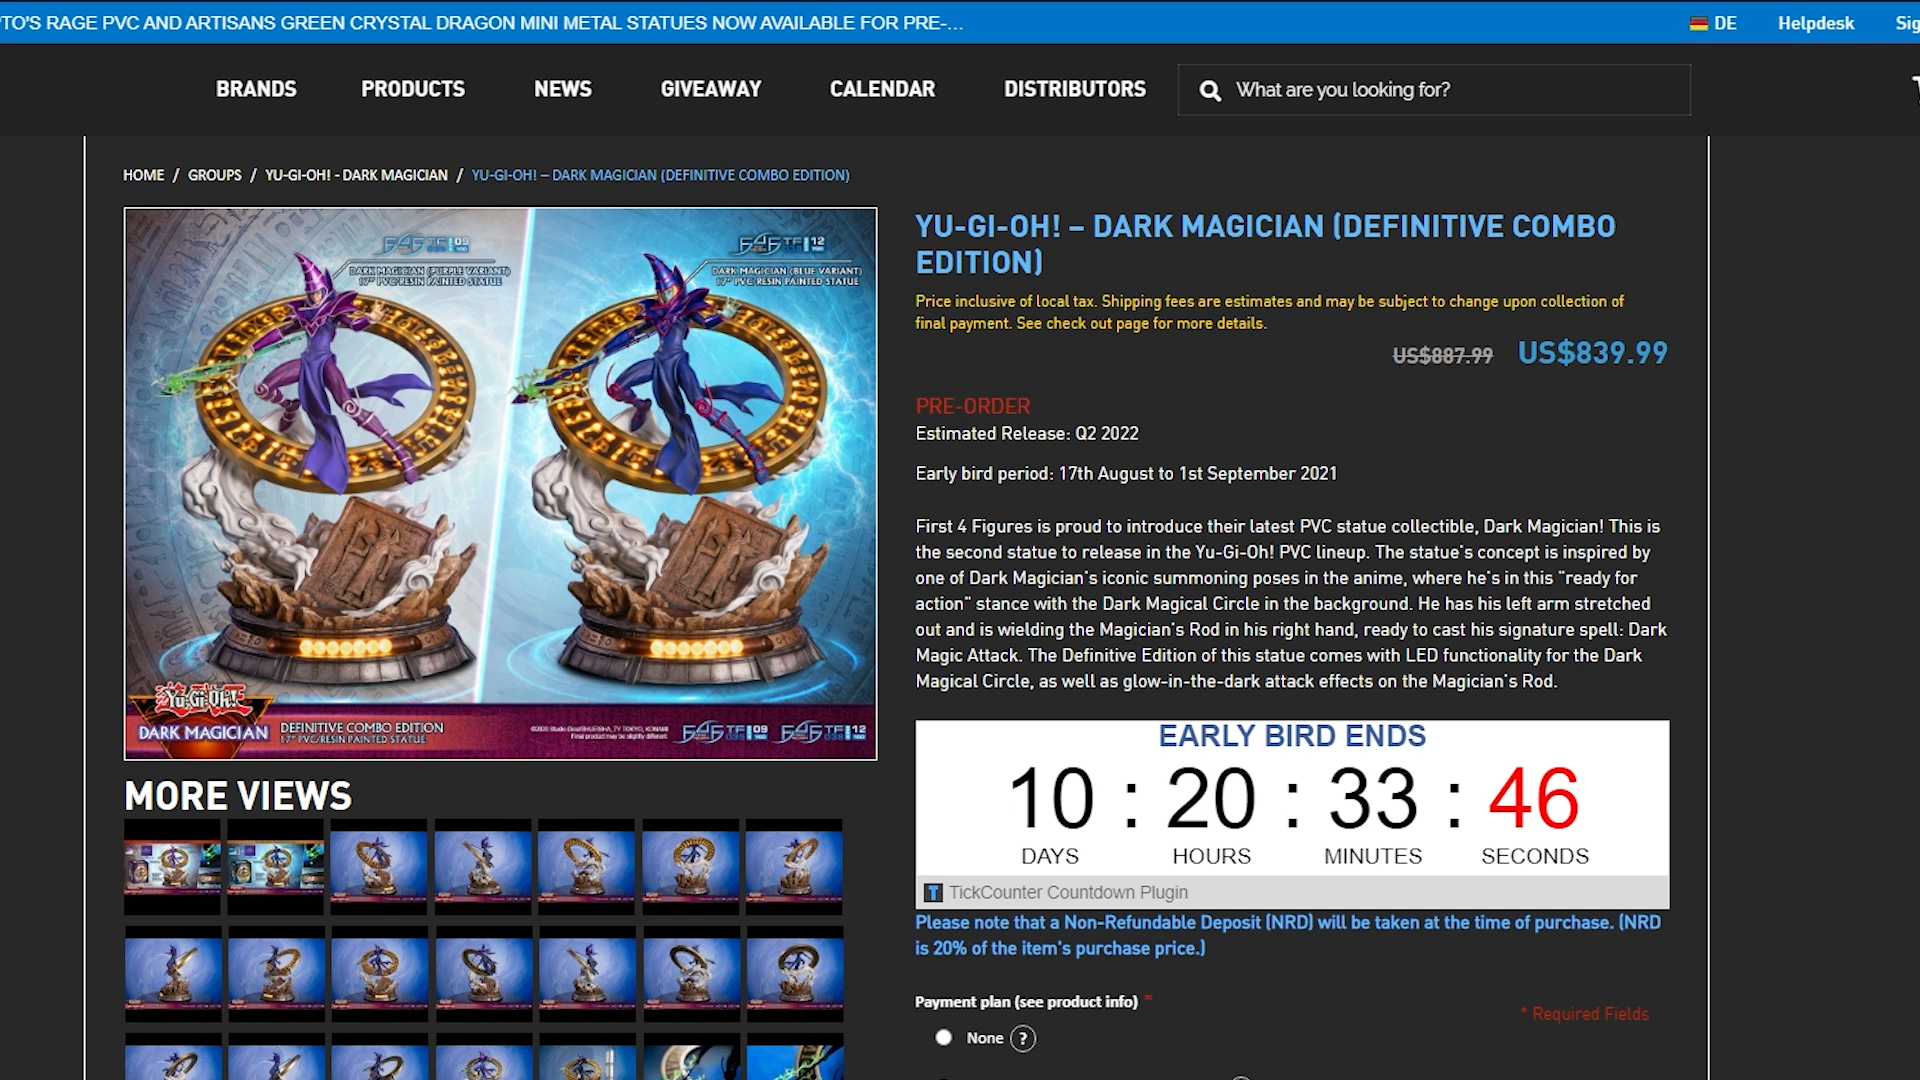 TO'S RAGE PVC AND ARTISANS GREEN CRYSTAL DRAGON MINI METAL STATUES NOW AVAILABLE FOR PRE-...
DE
Helpdesk
Sig
BRANDS
PRODUCTS
NEWS
GIVEAWAY
CALENDAR
DISTRIBUTORS
What are you looking for?
HOME / GROUPS / YU-GI-OH! - DARK MAGICIAN / YU-GI-OH! – DARK MAGICIAN (DEFINITIVE COMBO EDITION)
DARK MAGICIAN (PURPLE VARIANT)
17" PVC/RESIN PAINTED STATUE
DARK MAGICIAN (BLUE VARIANT)
17" PVC/RESIN PAINTED STATUE
Yu-Gi-Oh!
DARK MAGICIAN
DEFINITIVE COMBO EDITION
17" PVC/RESIN PAINTED STATUE
YU-GI-OH! – DARK MAGICIAN (DEFINITIVE COMBO
EDITION)
Price inclusive of local tax. Shipping fees are estimates and may be subject to change upon collection of
final payment. See check out page for more details.
US$887.99 US$839.99
PRE-ORDER
Estimated Release: Q2 2022
Early bird period: 17th August to 1st September 2021
First 4 Figures is proud to introduce their latest PVC statue collectible, Dark Magician! This is
the second statue to release in the Yu-Gi-Oh! PVC lineup. The statue's concept is inspired by
one of Dark Magician's iconic summoning poses in the anime, where he's in this "ready for
action" stance with the Dark Magical Circle in the background. He has his left arm stretched
out and is wielding the Magician's Rod in his right hand, ready to cast his signature spell: Dark
Magic Attack. The Definitive Edition of this statue comes with LED functionality for the Dark
Magical Circle, as well as glow-in-the-dark attack effects on the Magician's Rod.
EARLY BIRD ENDS
10 : 20 : 33 : 46
DAYS HOURS MINUTES SECONDS
T TickCounter Countdown Plugin
Please note that a Non-Refundable Deposit (NRD) will be taken at the time of purchase. (NRD
is 20% of the item's purchase price.)
Payment plan (see product info) *
* Required Fields
None ?
MORE VIEWS